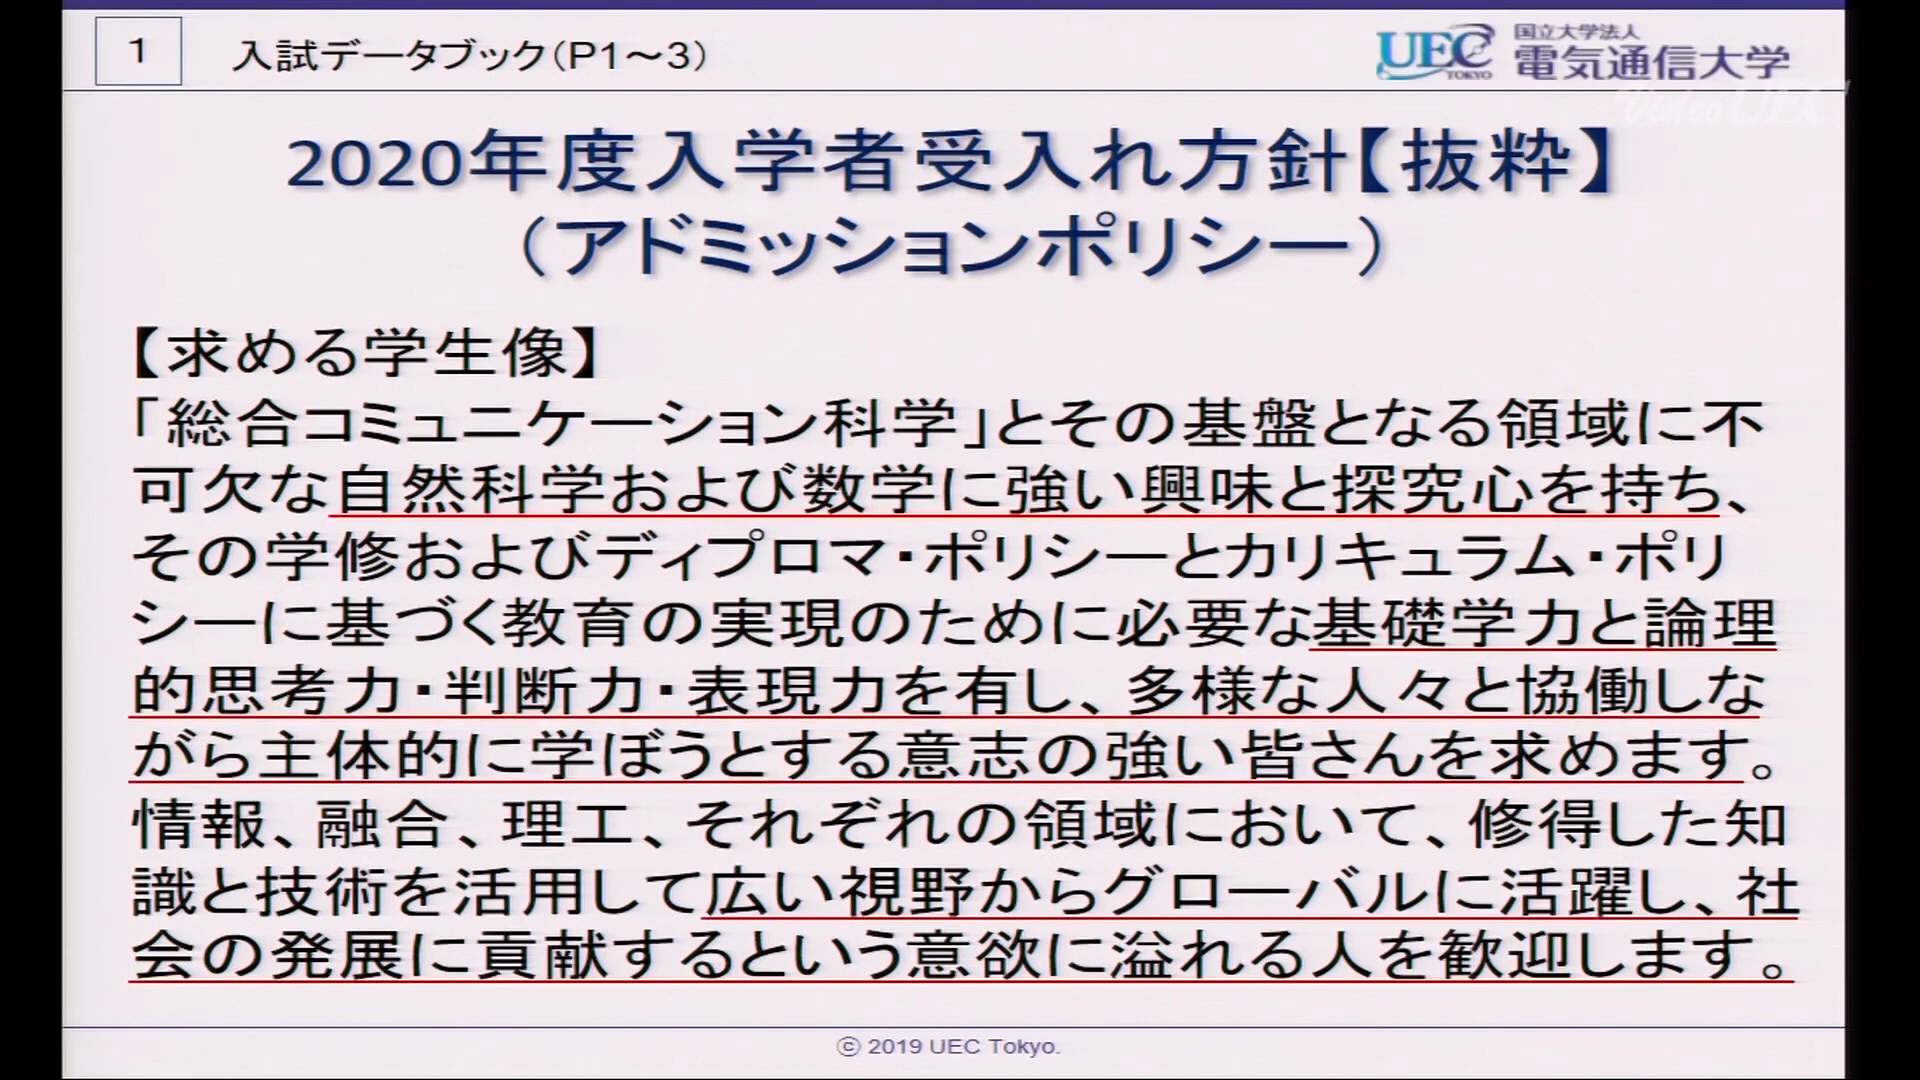 1
入試データブック(P1～3)
UEC
TOKYO
国立大学法人
電気通信大学
VideoUEC
2020年度入学者受入れ方針【抜粋】
(アドミッションポリシー)
【求める学生像】
「総合コミュニケーション科学」とその基盤となる領域に不
可欠な自然科学および数学に強い興味と探究心を持ち、
その学修およびディプロマ・ポリシーとカリキュラム・ポリ
シーに基づく教育の実現のために必要な基礎学力と論理
的思考力・判断力・表現力を有し、多様な人々と協働しな
がら主体的に学ぼうとする意志の強い皆さんを求めます。
情報、融合、理工、それぞれの領域において、修得した知
識と技術を活用して広い視野からグローバルに活躍し、社
会の発展に貢献するという意欲に溢れる人を歓迎します。
© 2019 UEC Tokyo.